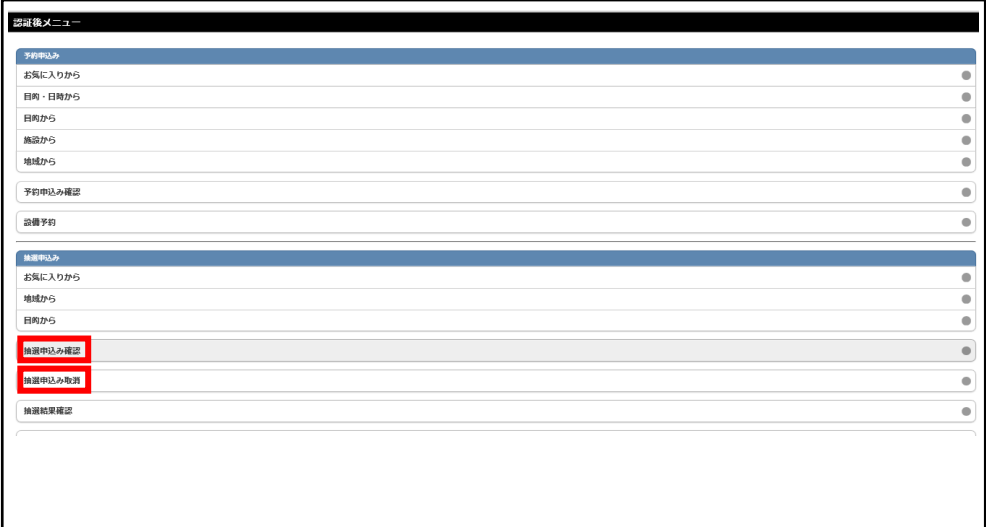 認証後メニュー
予約申込み
お気に入りから
目的・日時から
目的から
施設から
地域から
予約申込み確認
設備予約
抽選申込み
お気に入りから
地域から
目的から
抽選申込み確認
抽選申込み取消
抽選結果確認